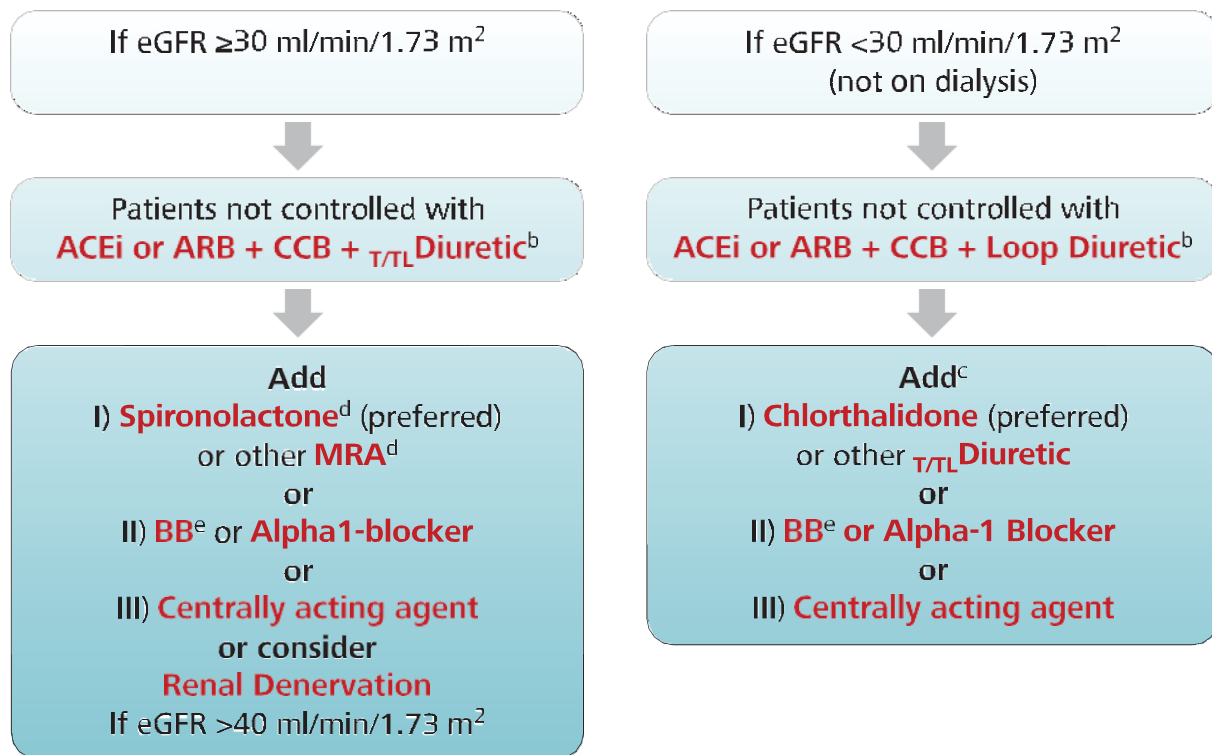 If eGFR ≥30 ml/min/1.73 m²
Patients not controlled with
ACEi or ARB + CCB + T/TLDiureticᵇ
Add
I) Spironolactoneᵈ (preferred)
or other MRAᵈ
or
II) BBᵉ or Alpha1-blocker
or
III) Centrally acting agent
or consider
Renal Denervation
If eGFR >40 ml/min/1.73 m²
If eGFR <30 ml/min/1.73 m²
(not on dialysis)
Patients not controlled with
ACEi or ARB + CCB + Loop Diureticᵇ
Addᶜ
I) Chlorthalidone (preferred)
or other T/TLDiuretic
or
II) BBᵉ or Alpha-1 Blocker
or
III) Centrally acting agent